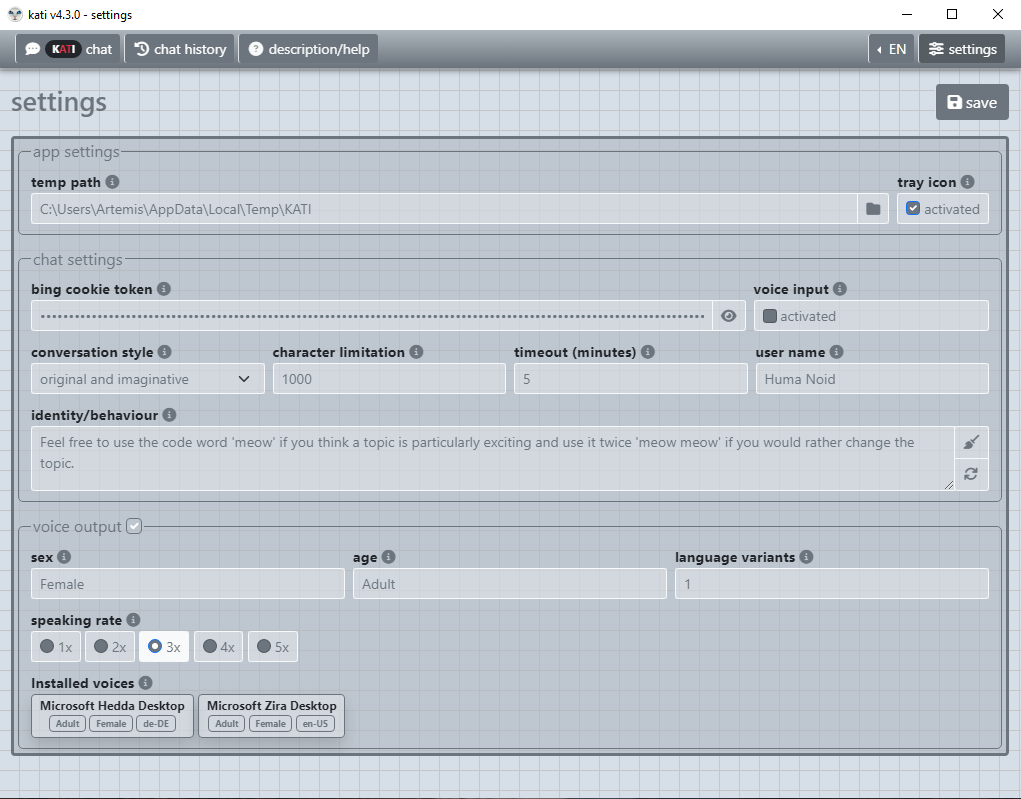 kati v4.3.0 - settings
KATI chat
chat history
description/help
EN
settings
settings
save
app settings
temp path
tray icon
C:\Users\Artemis\AppData\Local\Temp\KATI
activated
chat settings
bing cookie token
voice input
activated
conversation style
character limitation
timeout (minutes)
user name
original and imaginative
1000
5
Huma Noid
identity/behaviour
Feel free to use the code word 'meow' if you think a topic is particularly exciting and use it twice 'meow meow' if you would rather change the
topic.
voice output
sex
age
language variants
Female
Adult
1
speaking rate
1x
2x
3x
4x
5x
Installed voices
Microsoft Hedda Desktop
Adult
Female
de-DE
Microsoft Zira Desktop
Adult
Female
en-US